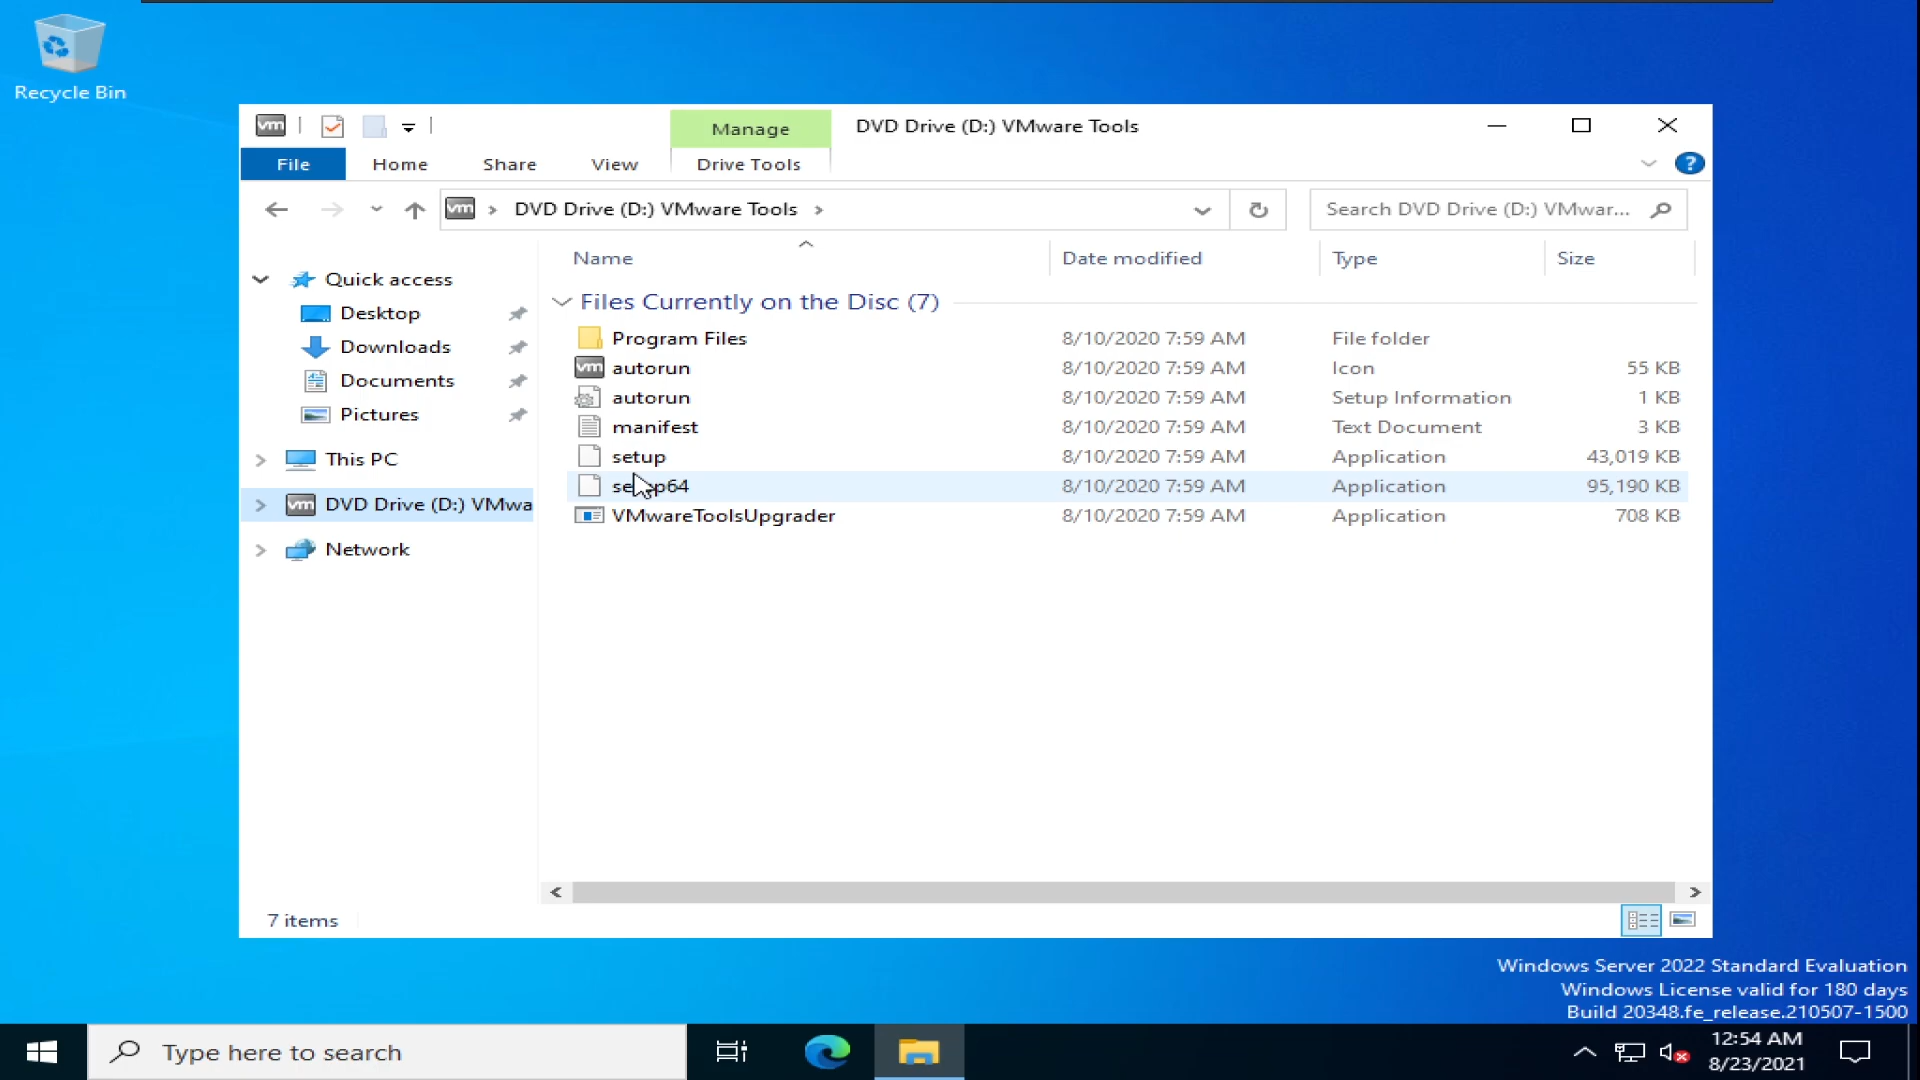 Recycle Bin
vm
Manage
DVD Drive (D:) VMware Tools
File
Home
Share
View
Drive Tools
?
vm
DVD Drive (D:) VMware Tools
Search DVD Drive (D:) VMwar...
Name
Date modified
Type
Size
Quick access
Desktop
Downloads
Documents
Pictures
This PC
vm DVD Drive (D:) VMwa
Network
Files Currently on the Disc (7)
Program Files 8/10/2020 7:59 AM File folder
vm autorun 8/10/2020 7:59 AM Icon 55 KB
autorun 8/10/2020 7:59 AM Setup Information 1 KB
manifest 8/10/2020 7:59 AM Text Document 3 KB
setup 8/10/2020 7:59 AM Application 43,019 KB
setup64 8/10/2020 7:59 AM Application 95,190 KB
VMwareToolsUpgrader 8/10/2020 7:59 AM Application 708 KB
7 items
Windows Server 2022 Standard Evaluation
Windows License valid for 180 days
Build 20348.fe_release.210507-1500
Type here to search
12:54 AM
8/23/2021